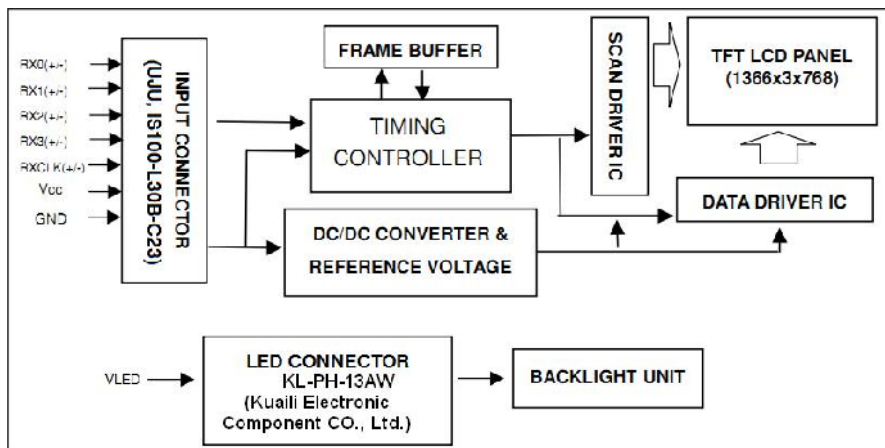 RX0(+/-)
RX1(+/-)
RX2(+/-)
RX3(+/-)
RXCLK(+/-)
Vcc
GND
INPUT CONNECTOR
(UJU, IS100-L30B-C23)
FRAME BUFFER
TIMING
CONTROLLER
DC/DC CONVERTER &
REFERENCE VOLTAGE
SCAN DRIVER IC
TFT LCD PANEL
(1366x3x768)
DATA DRIVER IC
VLED
LED CONNECTOR
KL-PH-13AW
(Kuaili Electronic
Component CO., Ltd.)
BACKLIGHT UNIT